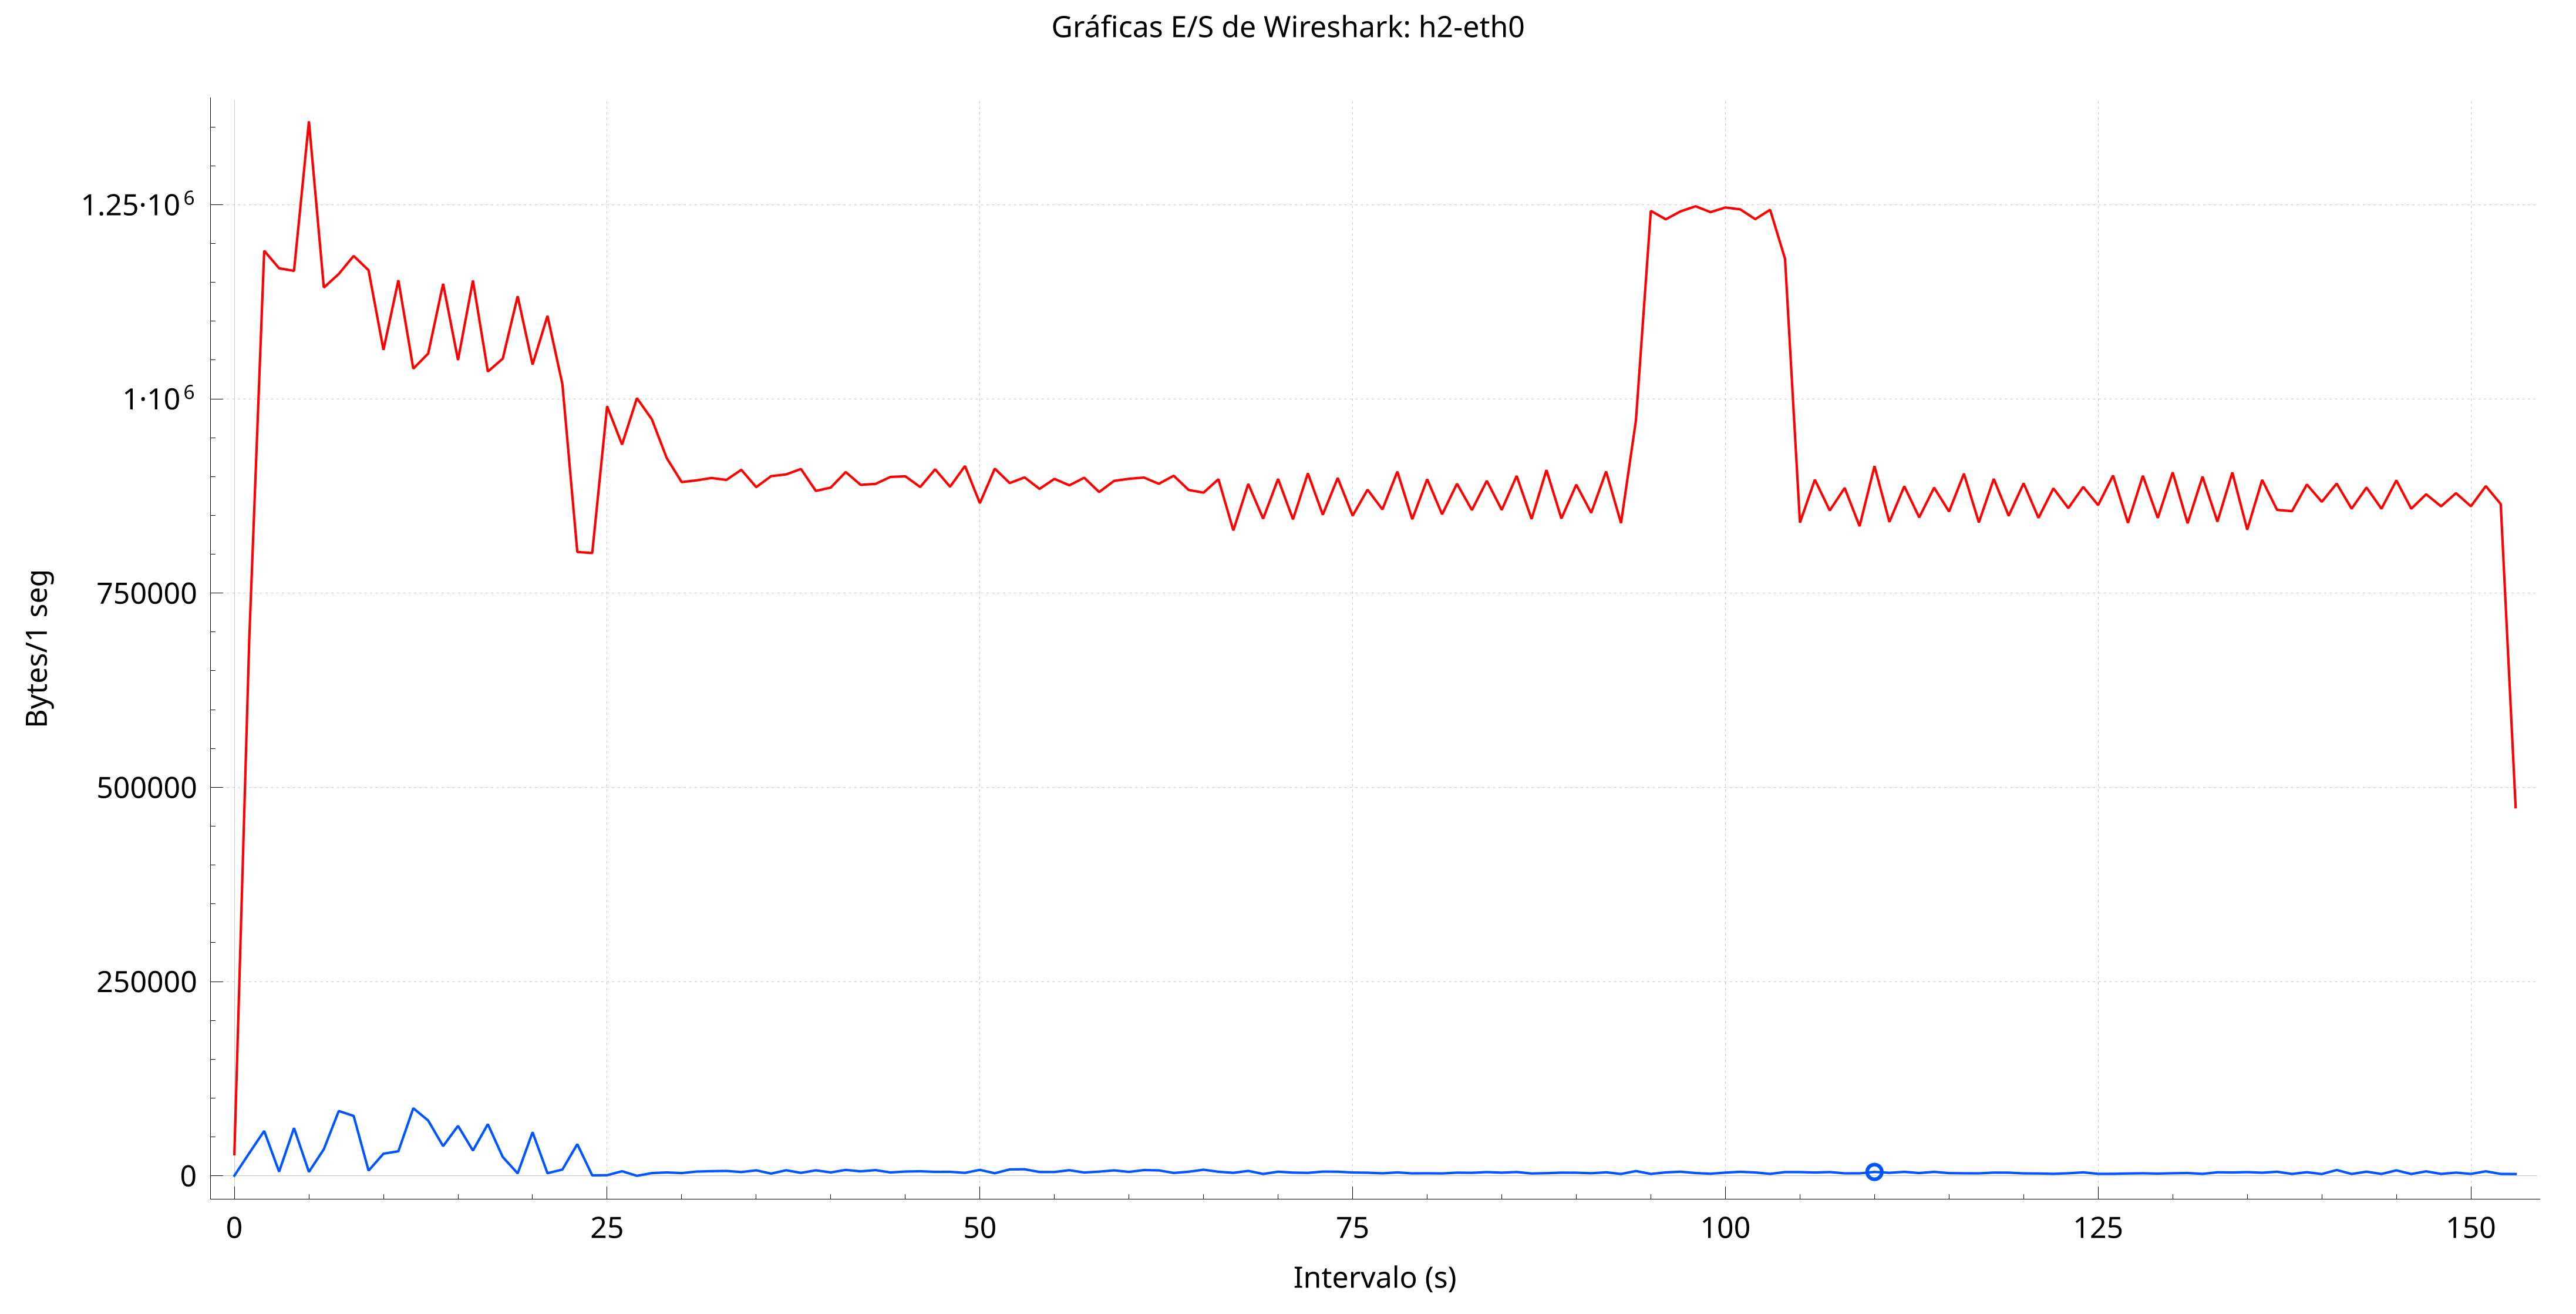 Gráficas E/S de Wireshark: h2-eth0
1.25·10⁶
1·10⁶
750000
500000
250000
0
Bytes/1 seg
0 25 50 75 100 125 150
Intervalo (s)